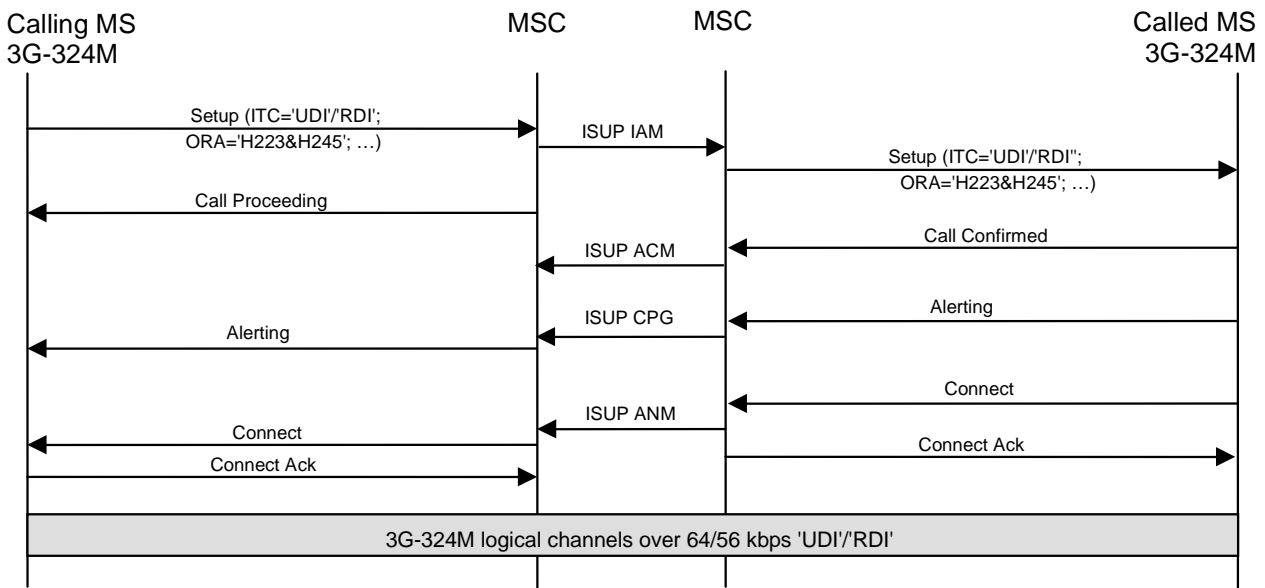 Calling MS
3G-324M
MSC
MSC
Called MS
3G-324M
Setup (ITC='UDI'/'RDI';
ORA='H223&H245'; …)
ISUP IAM
Setup (ITC='UDI'/'RDI";
ORA='H223&H245'; …)
Call Proceeding
Call Confirmed
ISUP ACM
Alerting
ISUP CPG
Alerting
Connect
ISUP ANM
Connect
Connect Ack
Connect Ack
3G-324M logical channels over 64/56 kbps 'UDI'/'RDI'